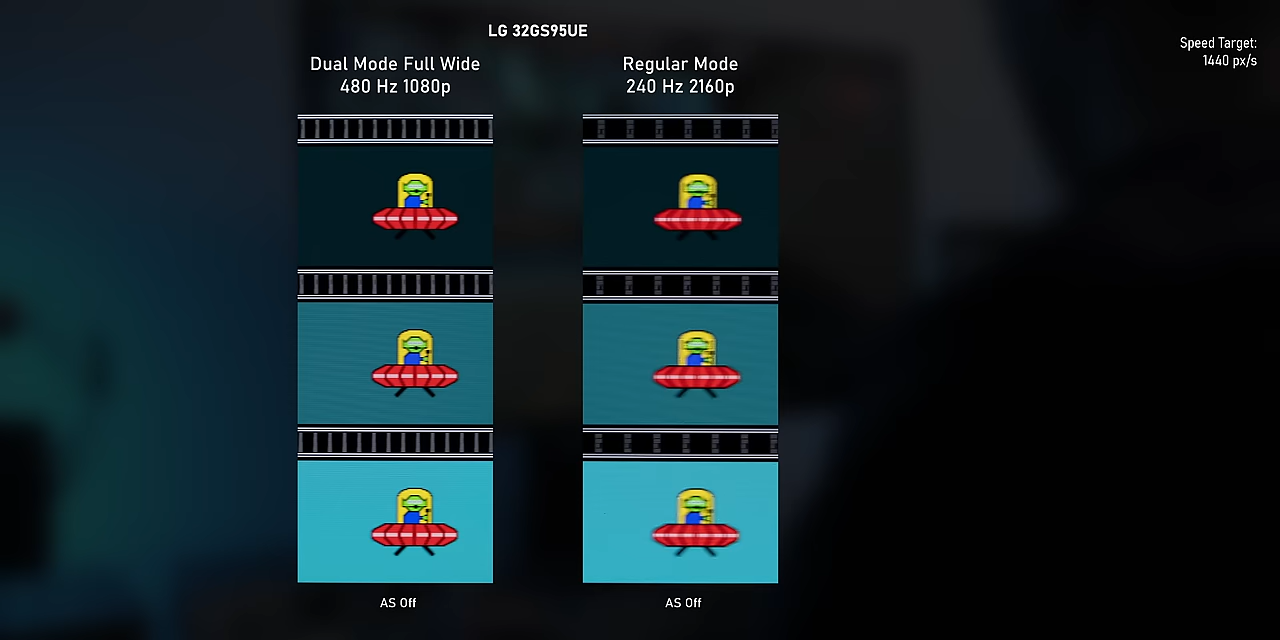 LG 32GS95UE
Speed Target:
1440 px/s
Dual Mode Full Wide
480 Hz 1080p
Regular Mode
240 Hz 2160p
AS Off
AS Off